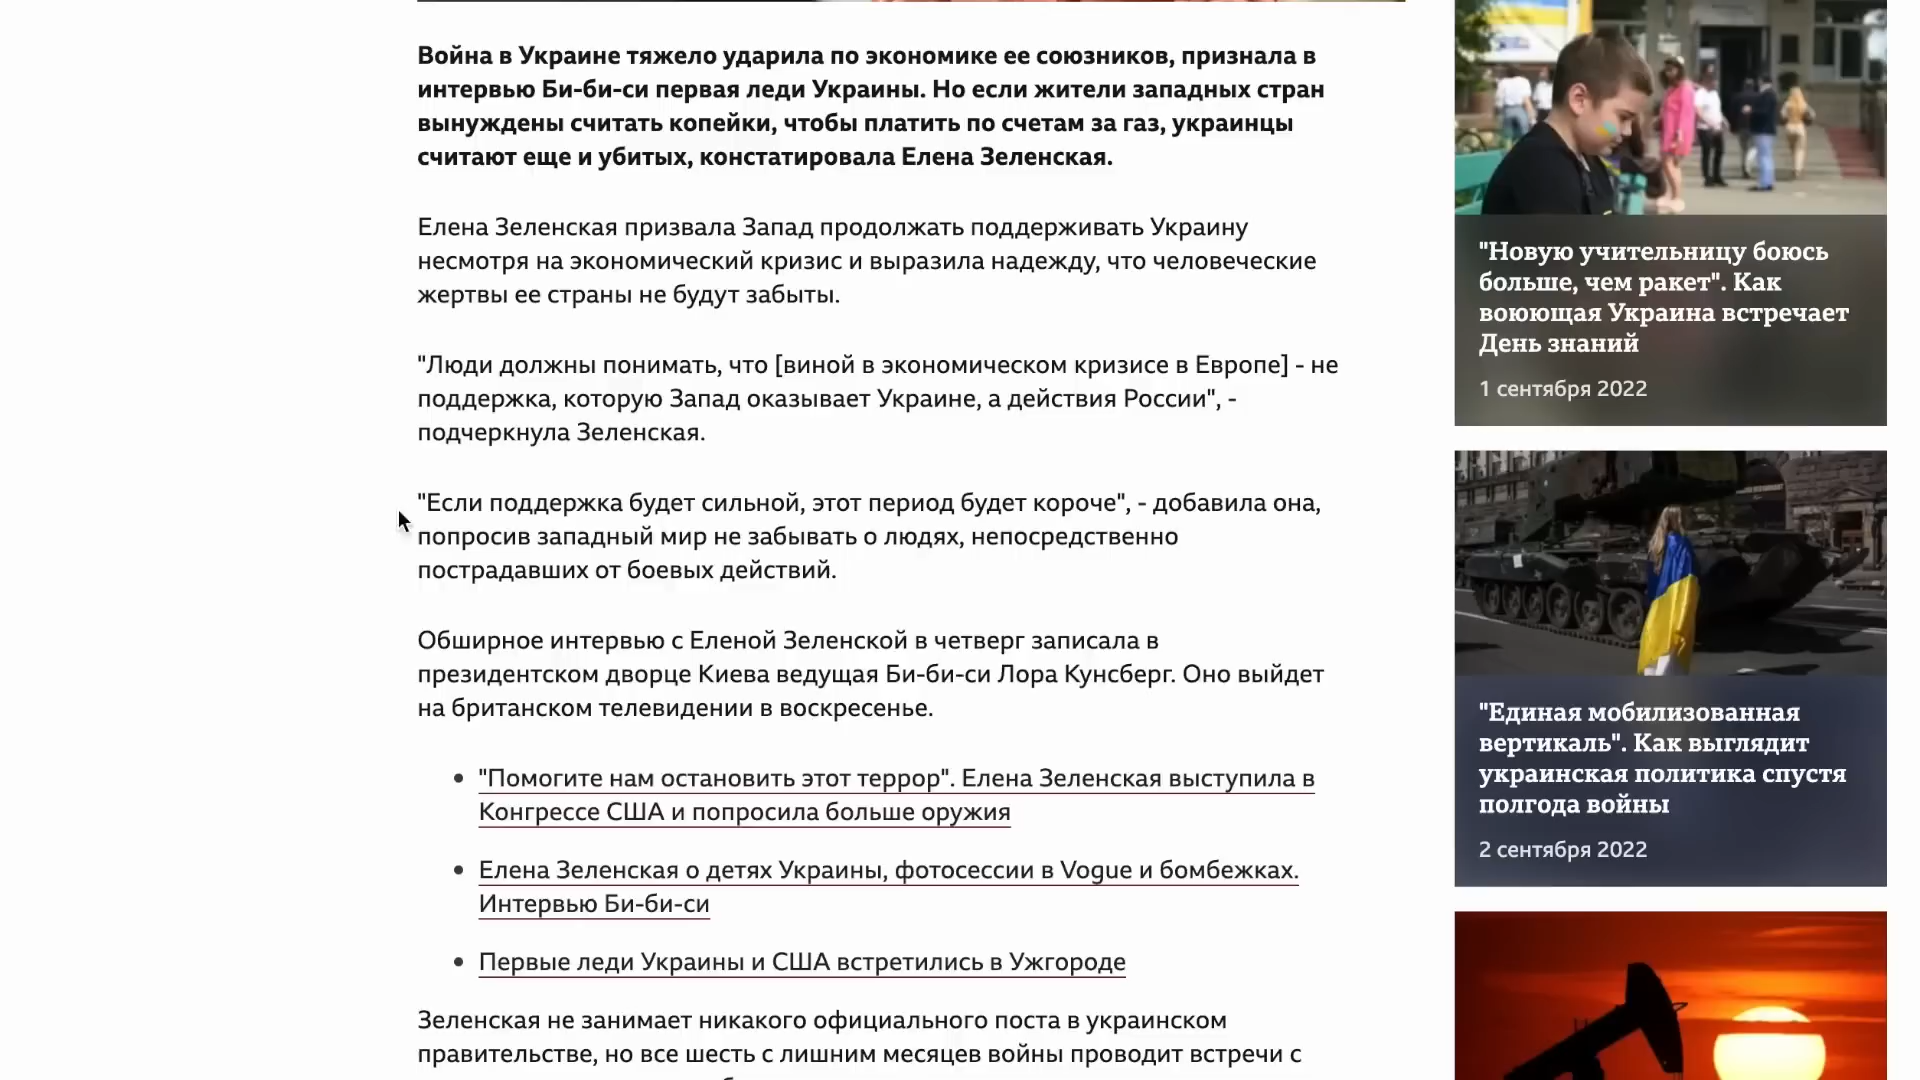 Война в Украине тяжело ударила по экономике ее союзников, признала в
интервью Би-би-си первая леди Украины. Но если жители западных стран
вынуждены считать копейки, чтобы платить по счетам за газ, украинцы
считают еще и убитых, констатировала Елена Зеленская.
Елена Зеленская призвала Запад продолжать поддерживать Украину
несмотря на экономический кризис и выразила надежду, что человеческие
жертвы ее страны не будут забыты.
"Люди должны понимать, что [виной в экономическом кризисе в Европе] - не
поддержка, которую Запад оказывает Украине, а действия России", -
подчеркнула Зеленская.
"Если поддержка будет сильной, этот период будет короче", - добавила она,
попросив западный мир не забывать о людях, непосредственно
пострадавших от боевых действий.
Обширное интервью с Еленой Зеленской в четверг записала в
президентском дворце Киева ведущая Би-би-си Лора Кунсберг. Оно выйдет
на британском телевидении в воскресенье.
"Помогите нам остановить этот террор". Елена Зеленская выступила в
Конгрессе США и попросила больше оружия
Елена Зеленская о детях Украины, фотосессии в Vogue и бомбежках.
Интервью Би-би-си
Первые леди Украины и США встретились в Ужгороде
Зеленская не занимает никакого официального поста в украинском
правительстве, но все шесть с лишним месяцев войны проводит встречи с
"Новую учительницу боюсь
больше, чем ракет". Как
воюющая Украина встречает
День знаний
1 сентября 2022
"Единая мобилизованная
вертикаль". Как выглядит
украинская политика спустя
полгода войны
2 сентября 2022